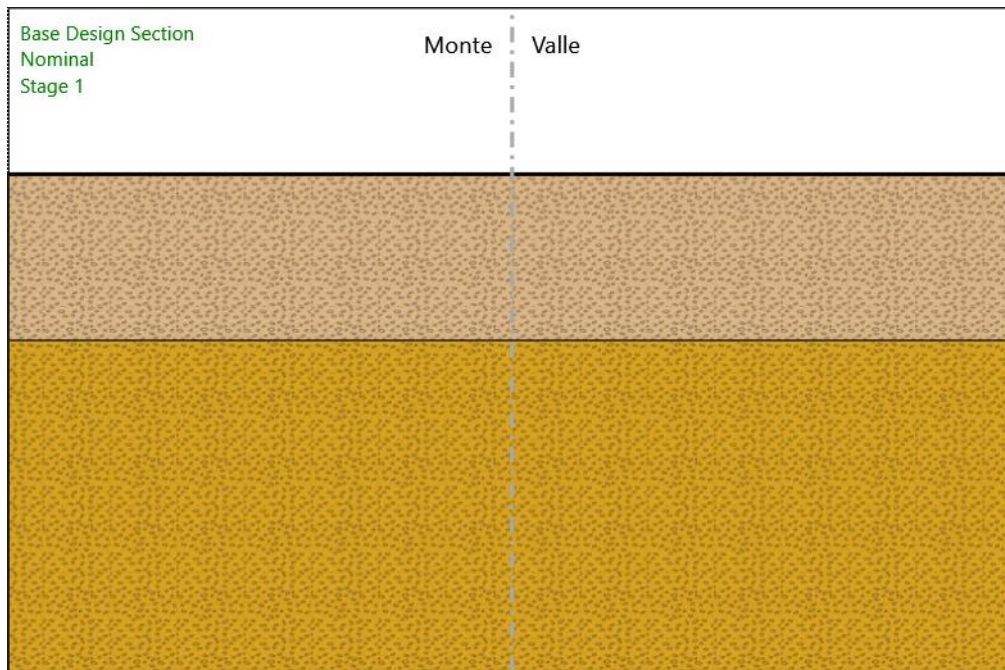 Base Design Section
Nominal
Stage 1
Monte
Valle